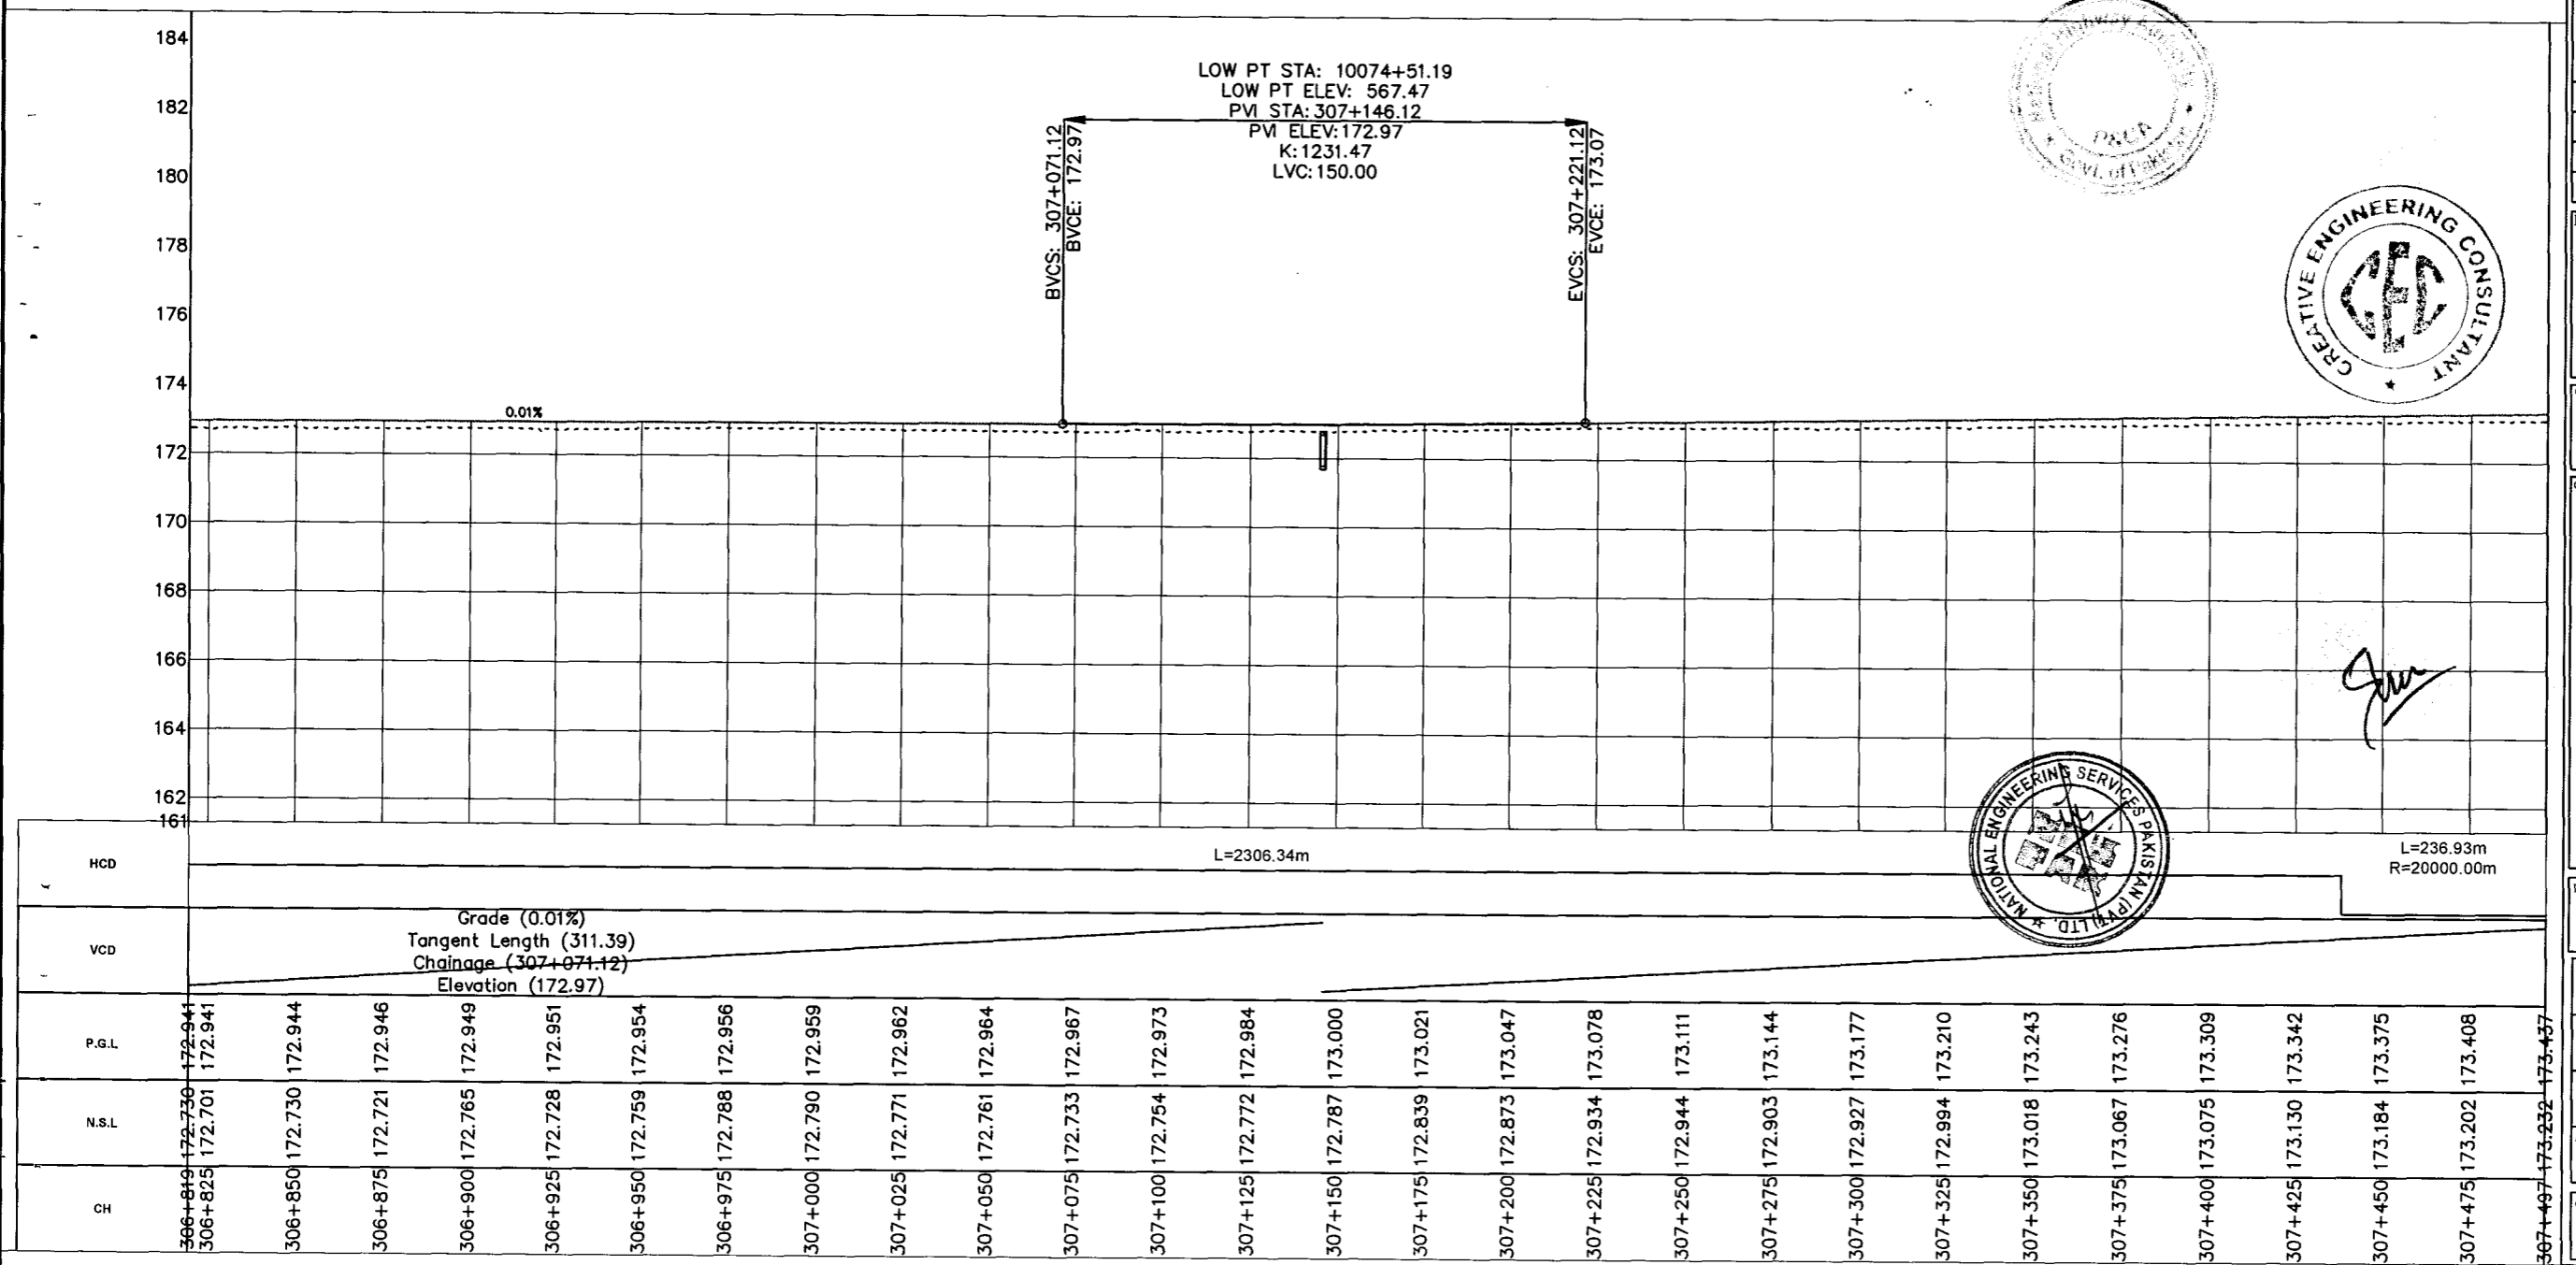 184
182
180
178
176
174
172
170
168
166
164
162
161
LOW PT STA: 10074+51.19
LOW PT ELEV: 567.47
PVI STA: 307+146.12
PVI ELEV: 172.97
K: 1231.47
LVC: 150.00
BVCS: 307+071.12
BVCE: 172.97
EVCS: 307+221.12
EVCE: 173.07
0.01%
P&CA
Govt. of Pakistan
CREATIVE ENGINEERING CONSULTANT
CEC
NATIONAL ENGINEERING SERVICES PAKISTAN (PVT) LTD.
HCD
L=2306.34m
L=236.93m
R=20000.00m
VCD
Grade (0.01%)
Tangent Length (311.39)
Chainage (307+071.12)
Elevation (172.97)
P.G.L 172.941 172.941 172.944 172.946 172.949 172.951 172.954 172.956 172.959 172.962 172.964 172.967 172.973 172.984 173.000 173.021 173.047 173.078 173.111 173.144 173.177 173.210 173.243 173.276 173.309 173.342 173.375 173.408 173.437
N.S.L 172.730 172.701 172.730 172.721 172.765 172.728 172.759 172.788 172.790 172.771 172.761 172.733 172.754 172.772 172.787 172.839 172.873 172.934 172.944 172.903 172.927 172.994 173.018 173.067 173.075 173.130 173.184 173.202 173.232
CH 306+819 306+825 306+850 306+875 306+900 306+925 306+950 306+975 307+000 307+025 307+050 307+075 307+100 307+125 307+150 307+175 307+200 307+225 307+250 307+275 307+300 307+325 307+350 307+375 307+400 307+425 307+450 307+475 307+497